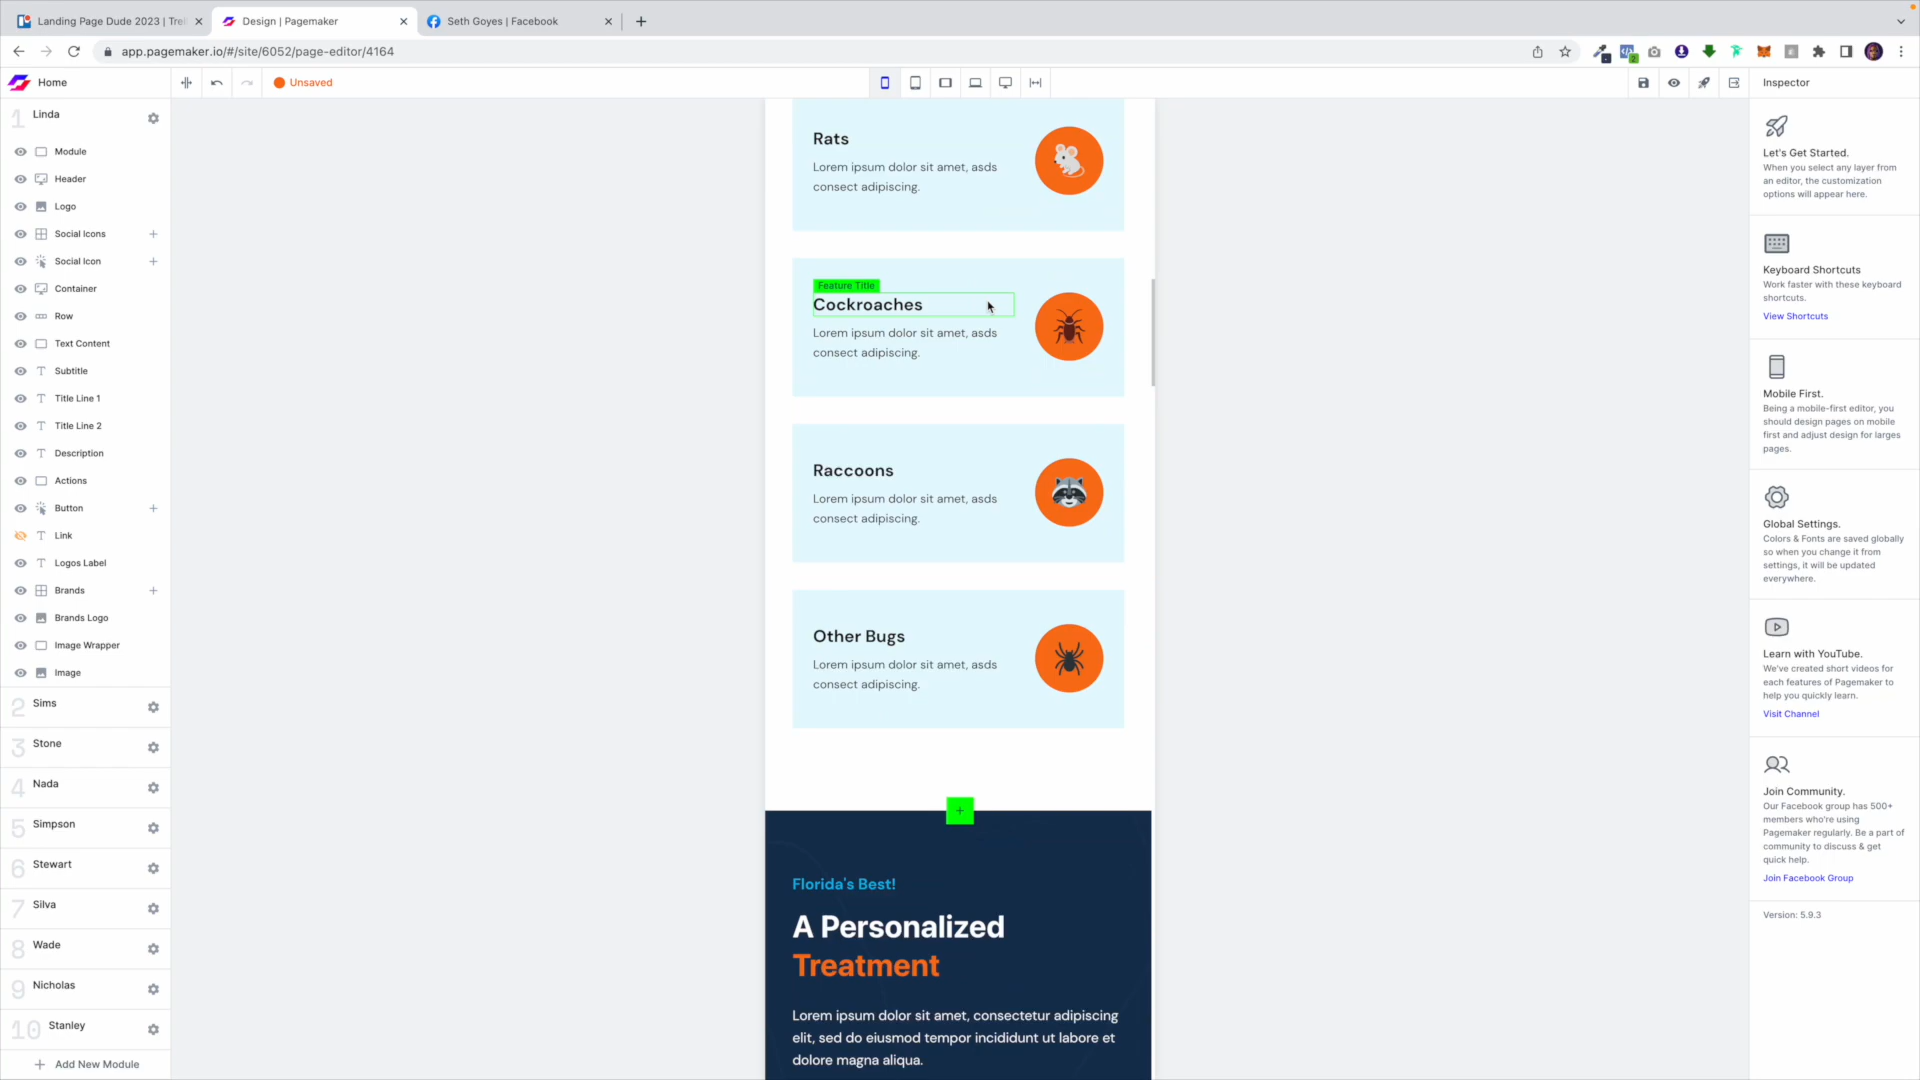 Landing Page Dude 2023 | Trel
Design | Pagemaker
Seth Goyes | Facebook
app.pagemaker.io/#/site/6052/page-editor/4164
2
Home
Unsaved
Inspector
1 Linda
Module
Header
Logo
Social Icons
Social Icon
Container
Row
Text Content
Subtitle
Title Line 1
Title Line 2
Description
Actions
Button
Link
Logos Label
Brands
Brands Logo
Image Wrapper
Image
2 Sims
3 Stone
4 Nada
5 Simpson
6 Stewart
7 Silva
8 Wade
9 Nicholas
10 Stanley
Add New Module
Rats
Lorem ipsum dolor sit amet, asds
consect adipiscing.
Feature Title
Cockroaches
Lorem ipsum dolor sit amet, asds
consect adipiscing.
Raccoons
Lorem ipsum dolor sit amet, asds
consect adipiscing.
Other Bugs
Lorem ipsum dolor sit amet, asds
consect adipiscing.
Florida's Best!
A Personalized
Treatment
Lorem ipsum dolor sit amet, consectetur adipiscing
elit, sed do eiusmod tempor incididunt ut labore et
dolore magna aliqua.
Let's Get Started.
When you select any layer from
an editor, the customization
options will appear here.
Keyboard Shortcuts
Work faster with these keyboard
shortcuts.
View Shortcuts
Mobile First.
Being a mobile-first editor, you
should design pages on mobile
first and adjust design for larges
pages.
Global Settings.
Colors & Fonts are saved globally
so when you change it from
settings, it will be updated
everywhere.
Learn with YouTube.
We've created short videos for
each features of Pagemaker to
help you quickly learn.
Visit Channel
Join Community.
Our Facebook group has 500+
members who're using
Pagemaker regularly. Be a part of
community to discuss & get
quick help.
Join Facebook Group
Version: 5.9.3